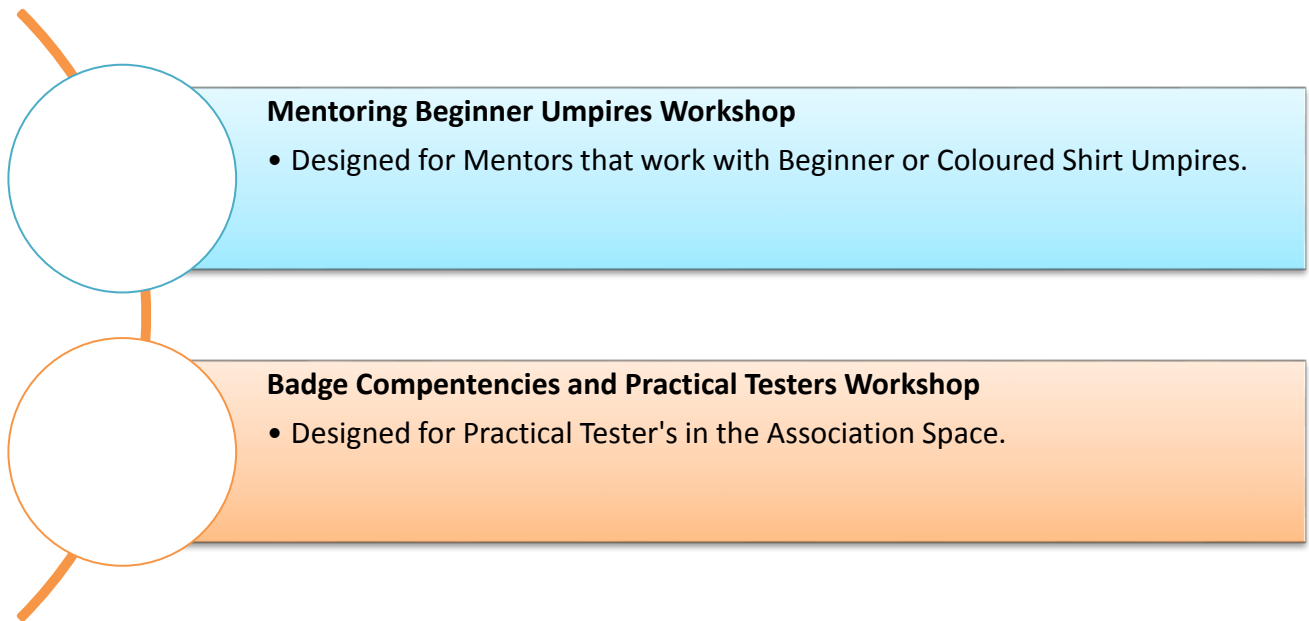 Mentoring Beginner Umpires Workshop
• Designed for Mentors that work with Beginner or Coloured Shirt Umpires.
Badge Compentencies and Practical Testers Workshop
• Designed for Practical Tester's in the Association Space.